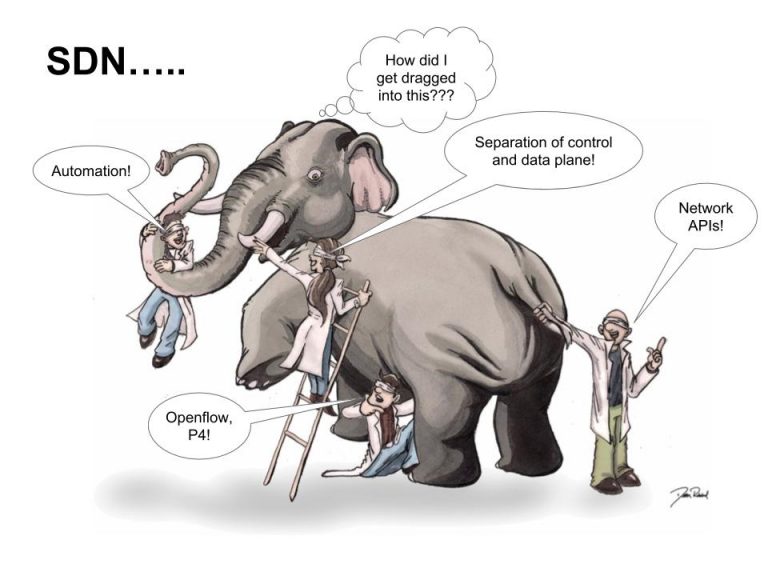 SDN…..
How did I
get dragged
into this???
Separation of control
and data plane!
Automation!
Network
APIs!
Openflow,
P4!